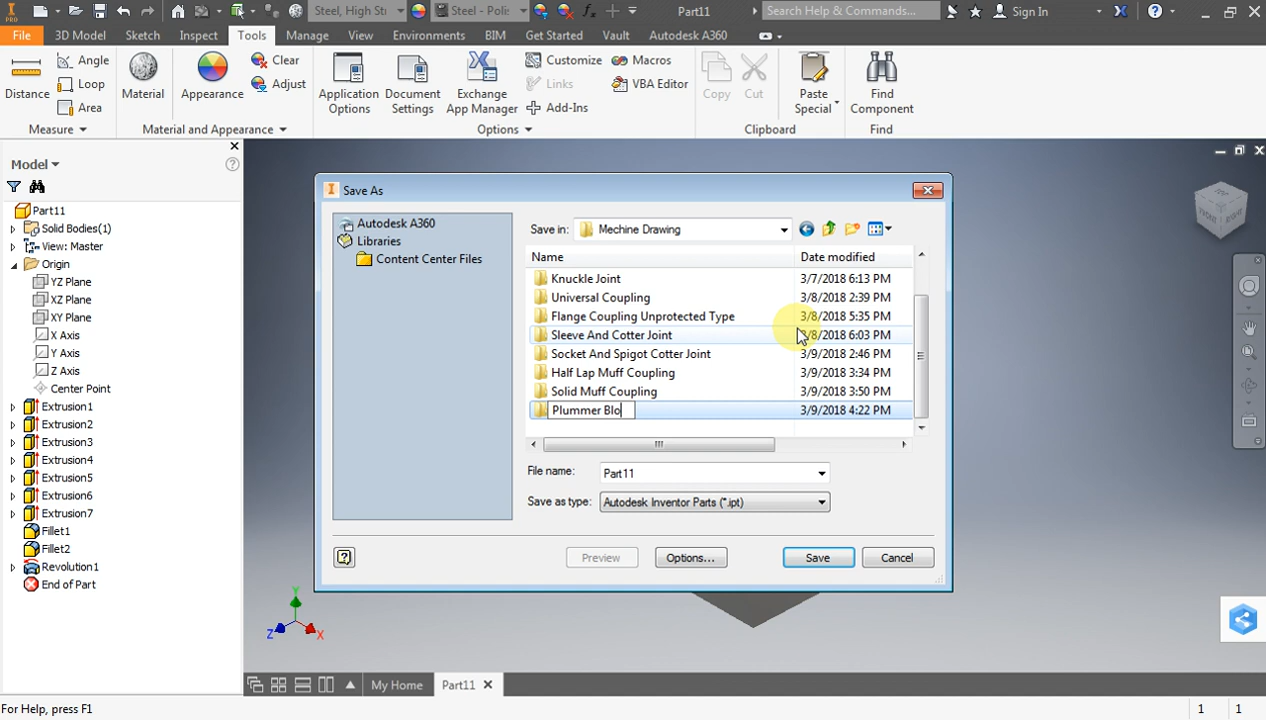 PRO
Steel, High St
Steel - Polis
Part11
Search Help & Commands...
Sign In
File
3D Model
Sketch
Inspect
Tools
Manage
View
Environments
BIM
Get Started
Vault
Autodesk A360
Distance
Angle
Loop
Area
Measure
Material
Appearance
Clear
Adjust
Material and Appearance
Application Options
Document Settings
Exchange App Manager
Customize
Links
Add-Ins
Macros
VBA Editor
Options
Copy
Cut
Paste Special
Clipboard
Find Component
Find
Model
Part11
Solid Bodies(1)
View: Master
Origin
YZ Plane
XZ Plane
XY Plane
X Axis
Y Axis
Z Axis
Center Point
Extrusion1
Extrusion2
Extrusion3
Extrusion4
Extrusion5
Extrusion6
Extrusion7
Fillet1
Fillet2
Revolution1
End of Part
Save As
Autodesk A360
Libraries
Content Center Files
Save in:
Mechine Drawing
Name
Date modified
Knuckle Joint 3/7/2018 6:13 PM
Universal Coupling 3/8/2018 2:39 PM
Flange Coupling Unprotected Type 3/8/2018 5:35 PM
Sleeve And Cotter Joint 3/8/2018 6:03 PM
Socket And Spigot Cotter Joint 3/9/2018 2:46 PM
Half Lap Muff Coupling 3/9/2018 3:34 PM
Solid Muff Coupling 3/9/2018 3:50 PM
Plummer Blo 3/9/2018 4:22 PM
File name:
Part11
Save as type:
Autodesk Inventor Parts (*.ipt)
Preview
Options...
Save
Cancel
FRONT
RIGHT
Y
Z
X
My Home
Part11
For Help, press F1
1
1